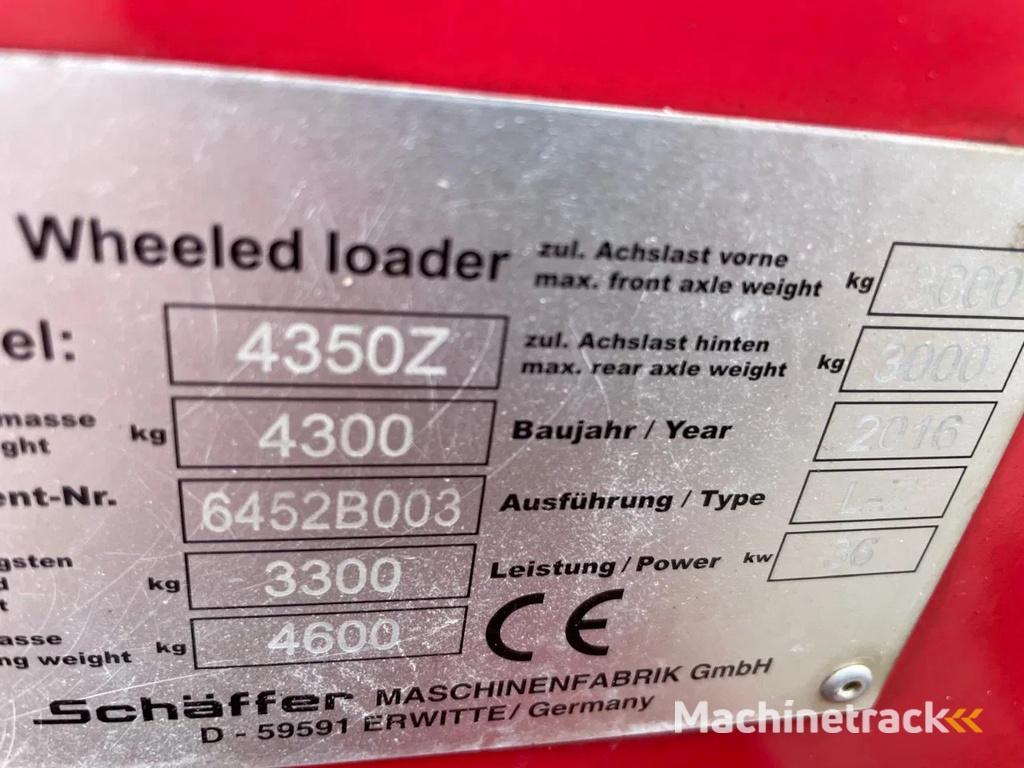 Wheeled loader
el: 4350Z
masse
ght kg 4300
ent-Nr. 6452B003
gsten
d
t kg 3300
asse
ng weight kg 4600
zul. Achslast vorne
max. front axle weight kg 3000
zul. Achslast hinten
max. rear axle weight kg 3000
Baujahr / Year 2016
Ausführung / Type
Leistung / Power kw 36
CE
Schäffer MASCHINENFABRIK GmbH
D - 59591 ERWITTE / Germany
Machinetrack